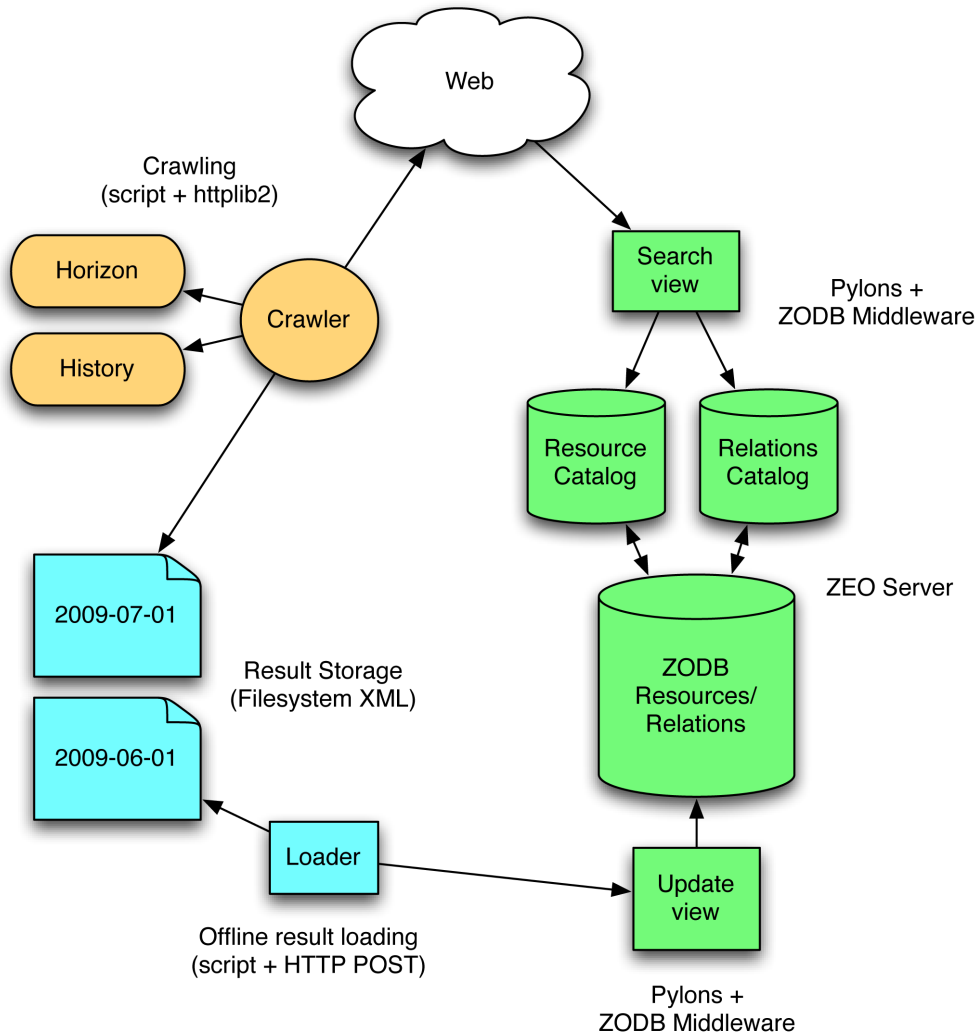 Web
Crawling
(script + httplib2)
Horizon
History
Crawler
Search
view
Pylons +
ZODB Middleware
Resource
Catalog
Relations
Catalog
ZEO Server
ZODB
Resources/
Relations
2009-07-01
Result Storage
(Filesystem XML)
2009-06-01
Loader
Offline result loading
(script + HTTP POST)
Update
view
Pylons +
ZODB Middleware